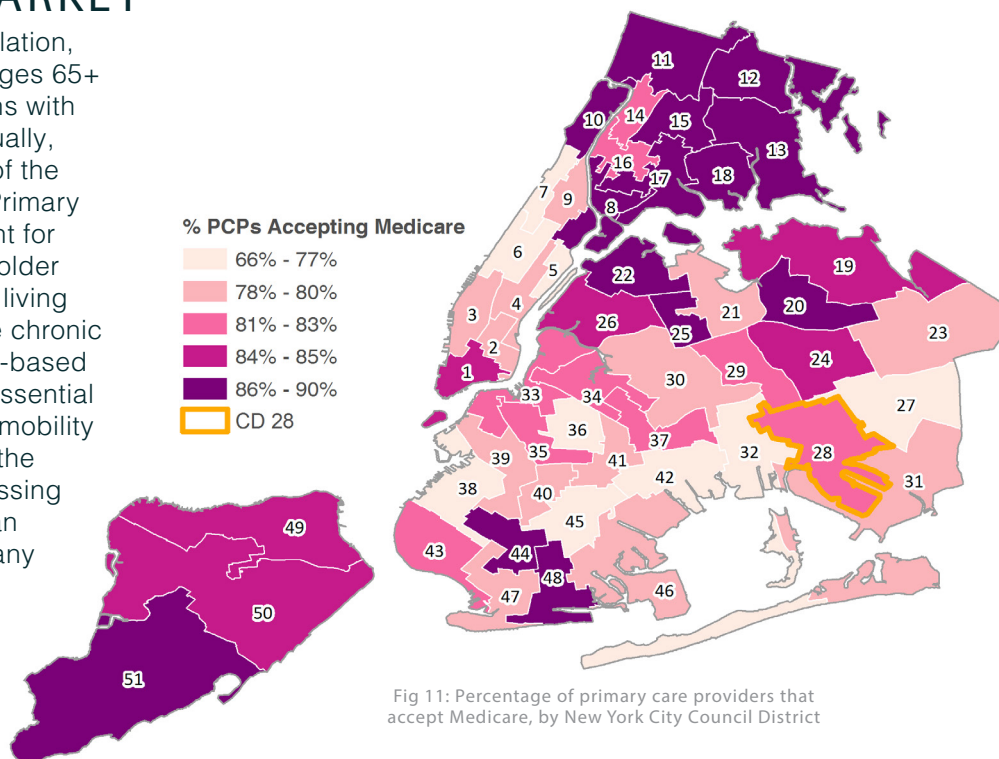 lation,
ges 65+
ns with
ually,
of the
Primary
nt for
older
living
e chronic
-based
ssential
mobility
the
ssing
an
any
% PCPs Accepting Medicare
66% - 77%
78% - 80%
81% - 83%
84% - 85%
86% - 90%
CD 28
11
12
10
14
15
13
16
17
18
7
9
8
6
5
22
19
20
4
3
26
25
21
23
2
24
1
30
29
33
34
27
36
37
28
32
39
35
41
42
31
38
40
45
43
44
48
47
46
49
50
51
Fig 11: Percentage of primary care providers that
accept Medicare, by New York City Council District